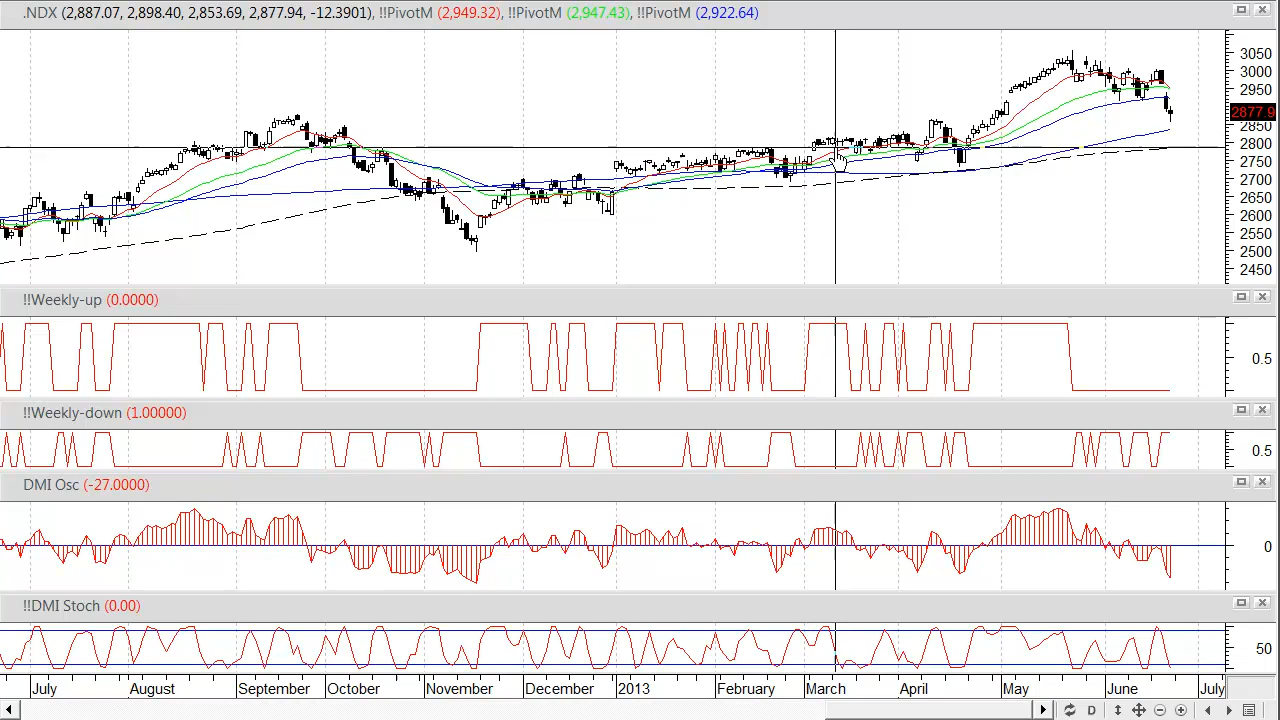 .NDX (2,887.07, 2,898.40, 2,853.69, 2,877.94, -12.3901), !!PivotM (2,949.32), !!PivotM (2,947.43), !!PivotM (2,922.64)
3050
3000
2950
2877.9
2850
2800
2750
2700
2650
2600
2550
2500
2450
!!Weekly-up (0.0000)
0.5
!!Weekly-down (1.00000)
0.5
DMI Osc (-27.0000)
0
!!DMI Stoch (0.00)
50
July August September October November December 2013 February March April May June July
D